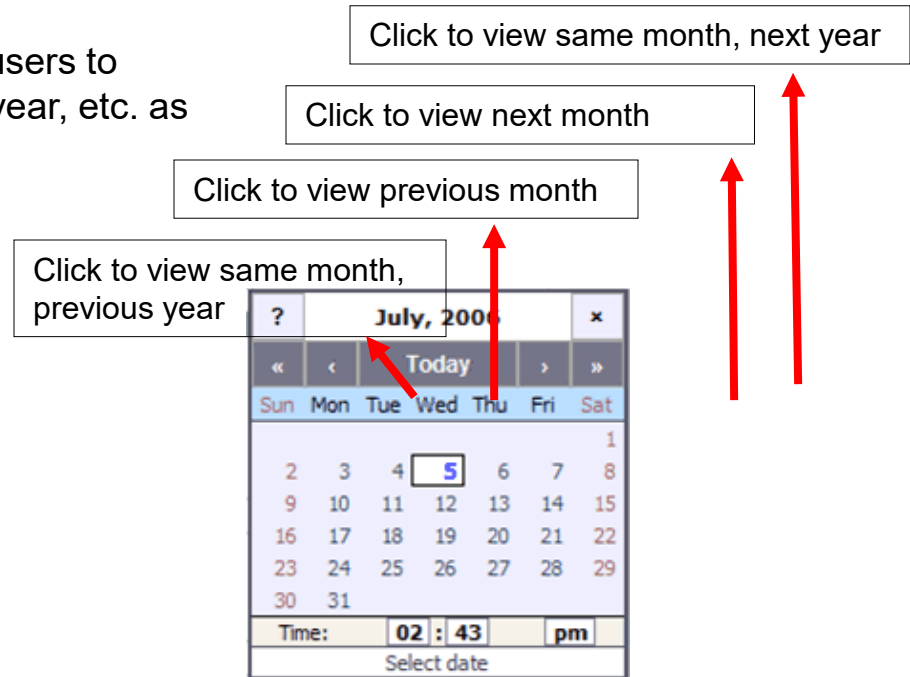 Click to view same month, next year
users to
year, etc. as
Click to view next month
Click to view previous month
Click to view same month,
previous year
? July, 2006 ×
« ‹ Today › »
Sun Mon Tue Wed Thu Fri Sat
1
2 3 4 5 6 7 8
9 10 11 12 13 14 15
16 17 18 19 20 21 22
23 24 25 26 27 28 29
30 31
Time: 02 : 43 pm
Select date